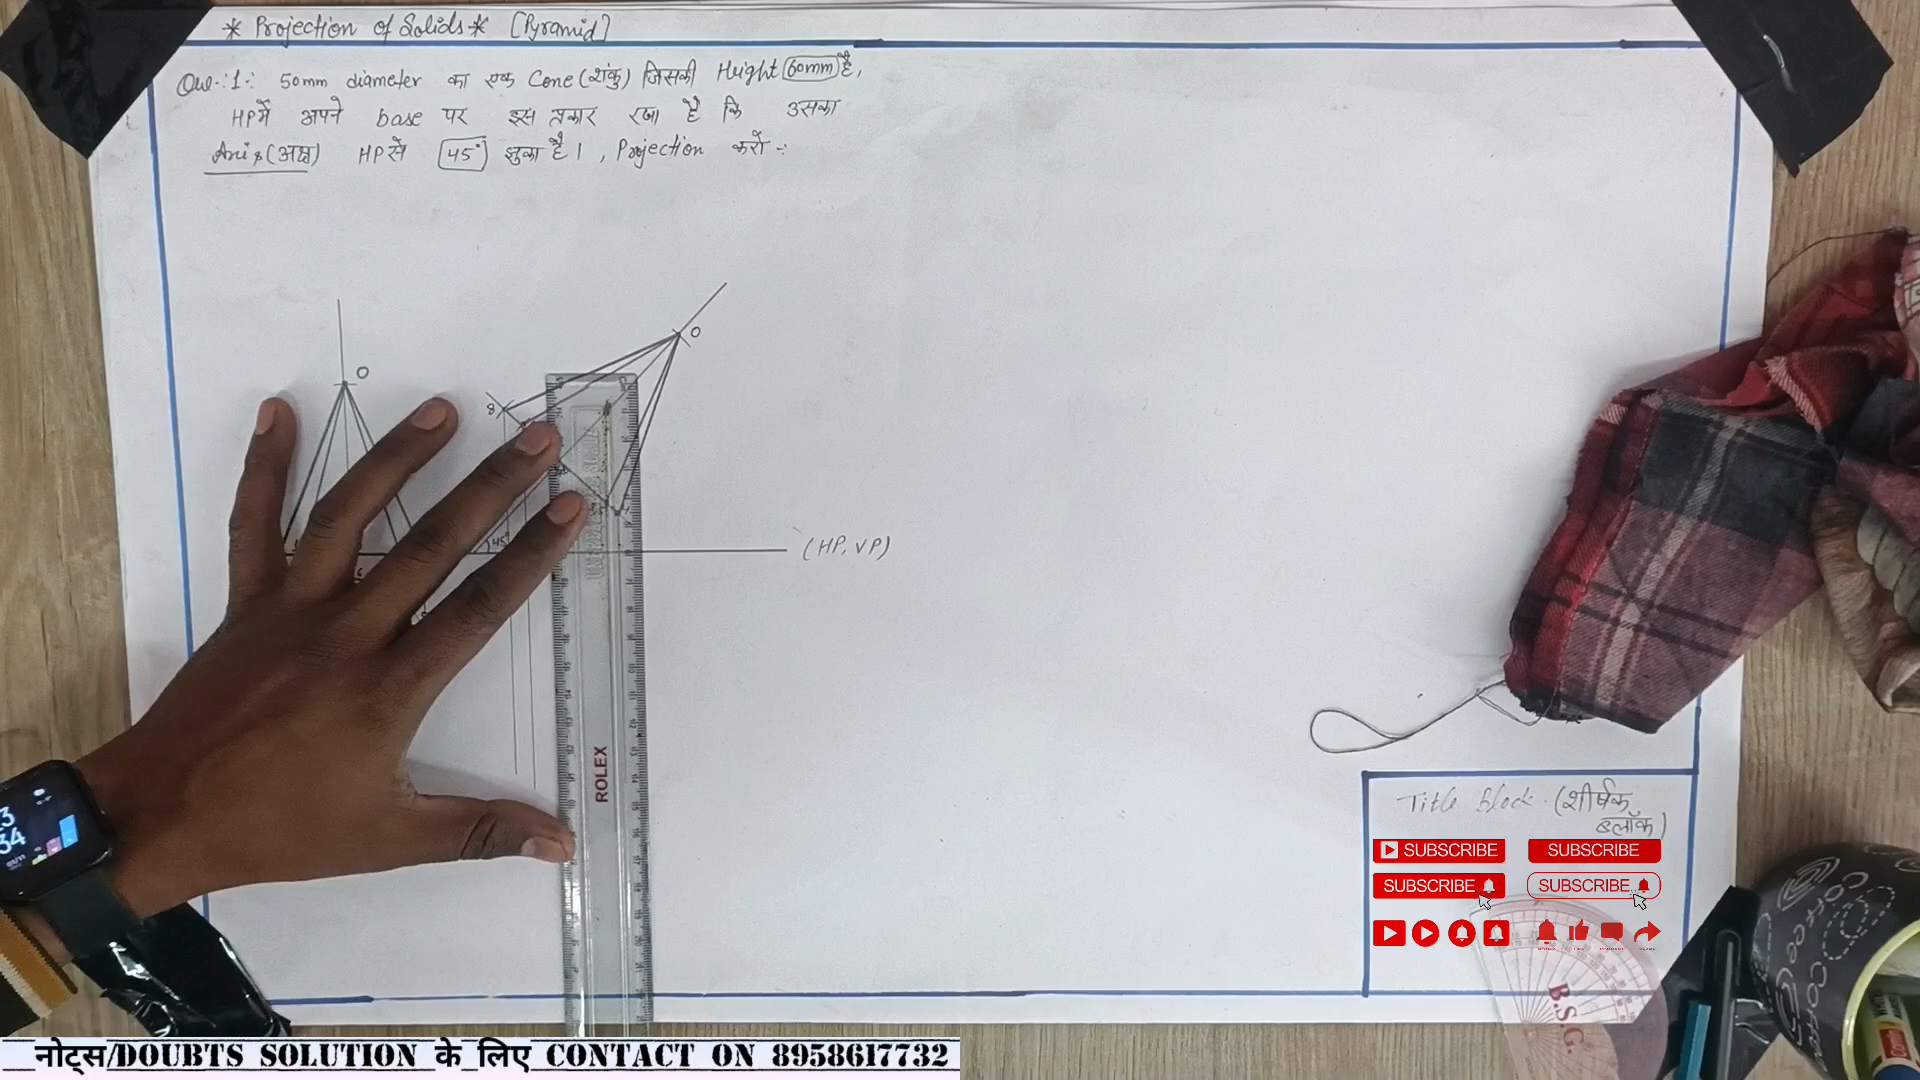 * Projection of Solids * [Pyramid]
Que.:1:- 50mm diameter का एक Cone (शंकु) जिसकी Height 60mm है,
HPमें अपने base पर इस प्रकार रखा है कि उसका
Axis (अक्ष) HPसे 45° झुका है। , Projection करो :-
O
O
8
45°
(HP, VP)
ROLEX
Title Block. (शीर्षक
ब्लॉक)
SUBSCRIBE SUBSCRIBE
SUBSCRIBE SUBSCRIBE
B.S.G.
नोट्स/DOUBTS SOLUTION के लिए CONTACT ON 8958617732